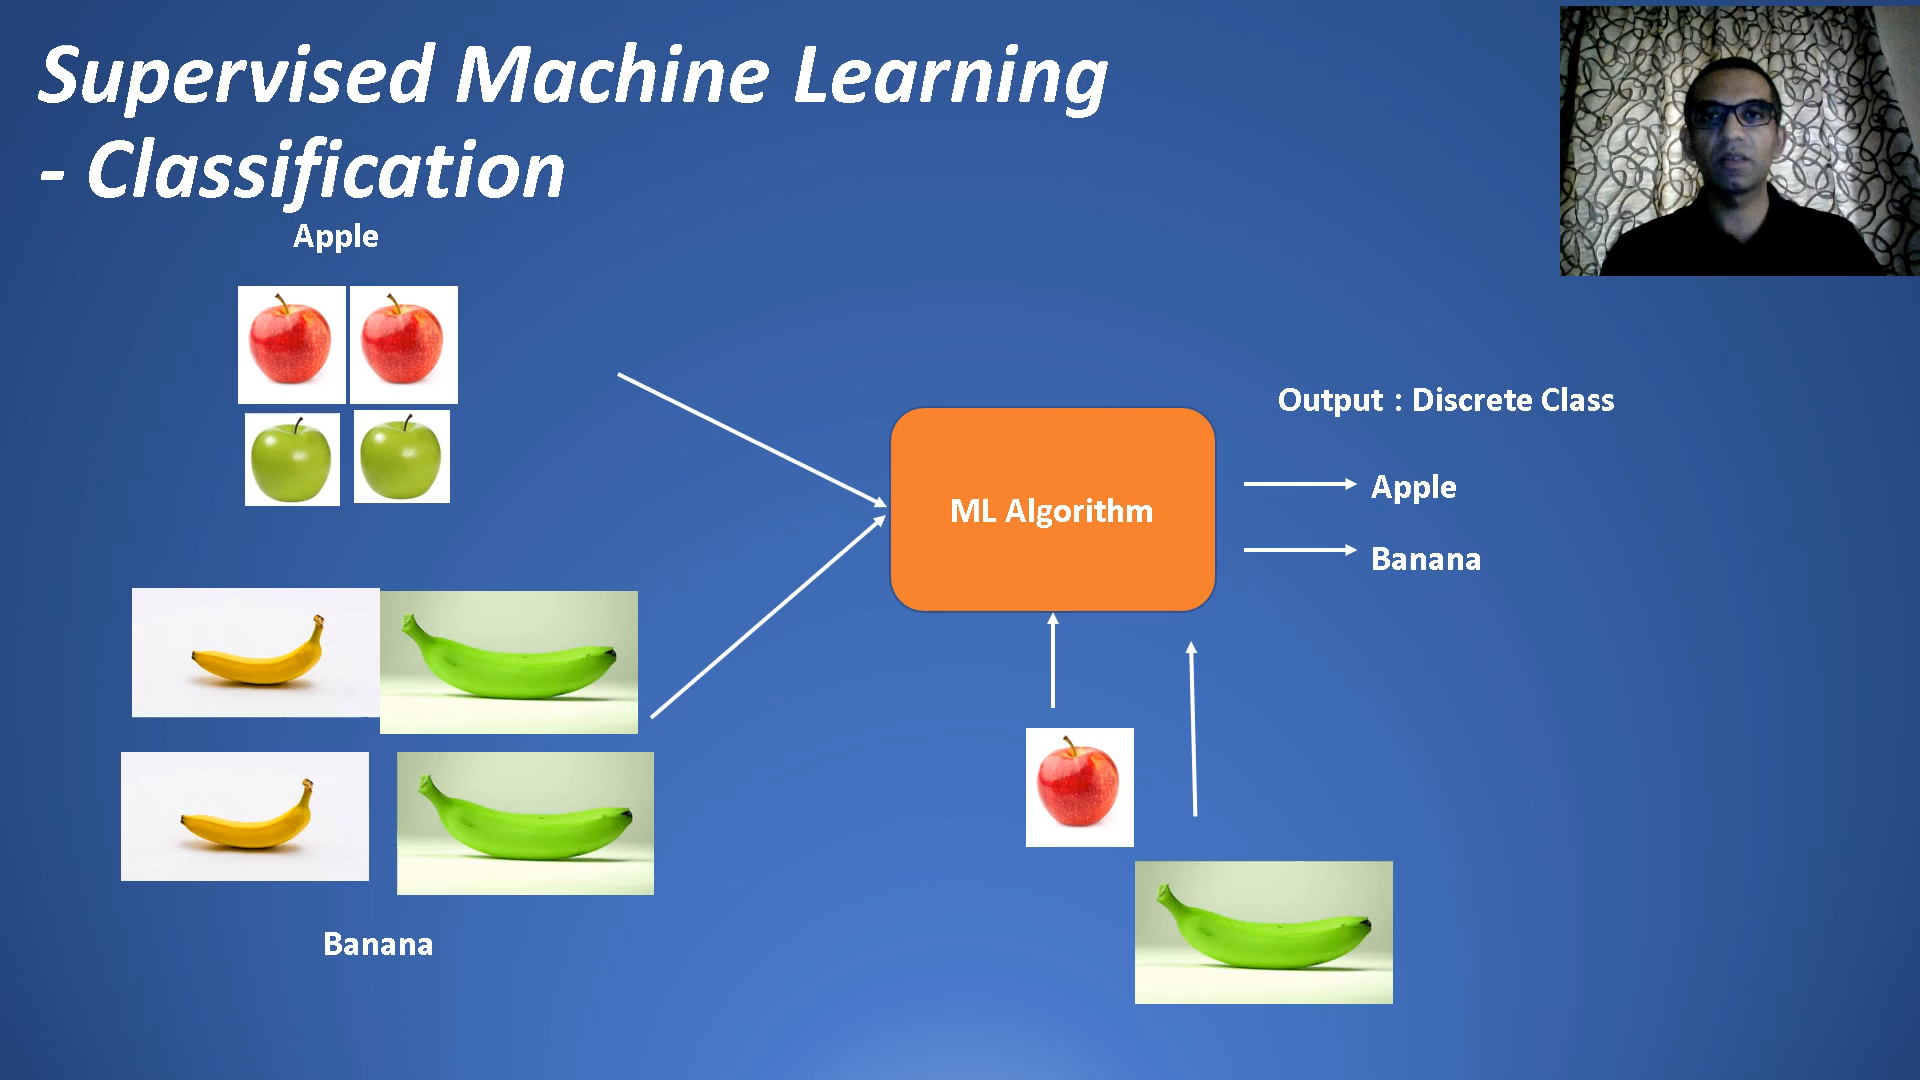 Supervised Machine Learning
- Classification
Apple
Output : Discrete Class
ML Algorithm
Apple
Banana
Banana